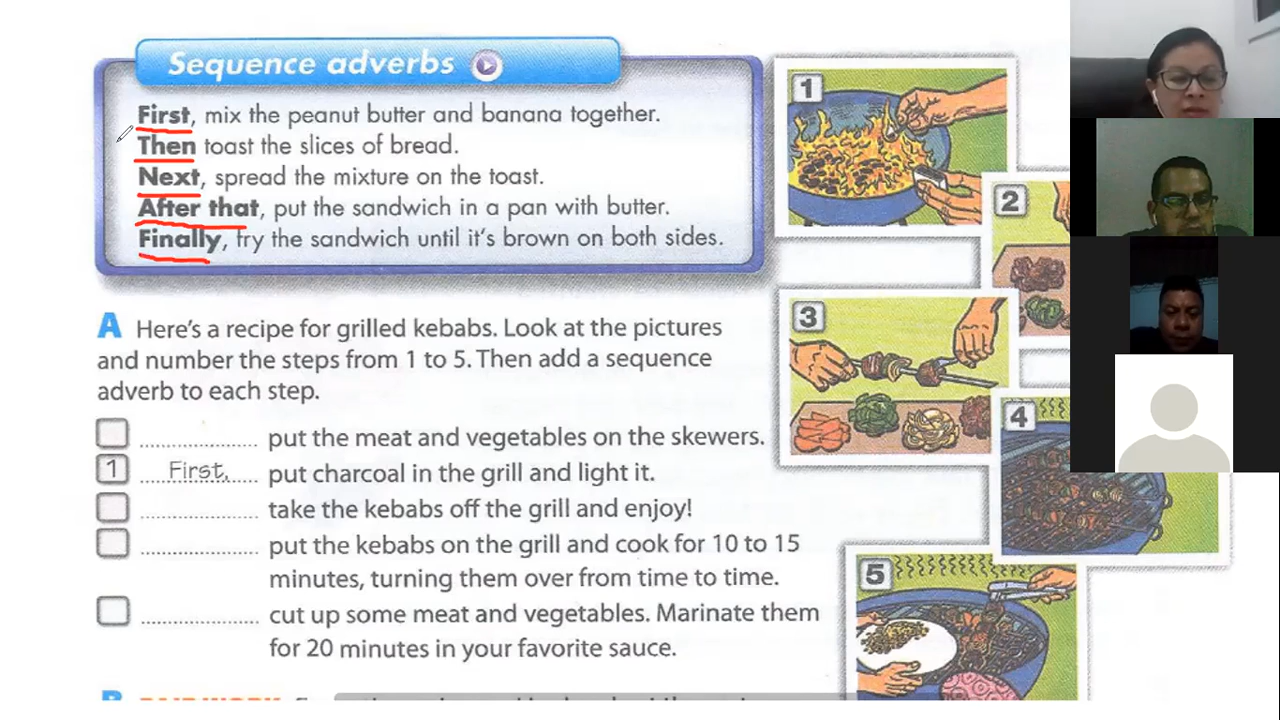 Sequence adverbs
First, mix the peanut butter and banana together.
Then toast the slices of bread.
Next, spread the mixture on the toast.
After that, put the sandwich in a pan with butter.
Finally, fry the sandwich until it's brown on both sides.
A Here's a recipe for grilled kebabs. Look at the pictures
and number the steps from 1 to 5. Then add a sequence
adverb to each step.
put the meat and vegetables on the skewers.
1 First, put charcoal in the grill and light it.
take the kebabs off the grill and enjoy!
put the kebabs on the grill and cook for 10 to 15
minutes, turning them over from time to time.
cut up some meat and vegetables. Marinate them
for 20 minutes in your favorite sauce.
1
2
3
4
5